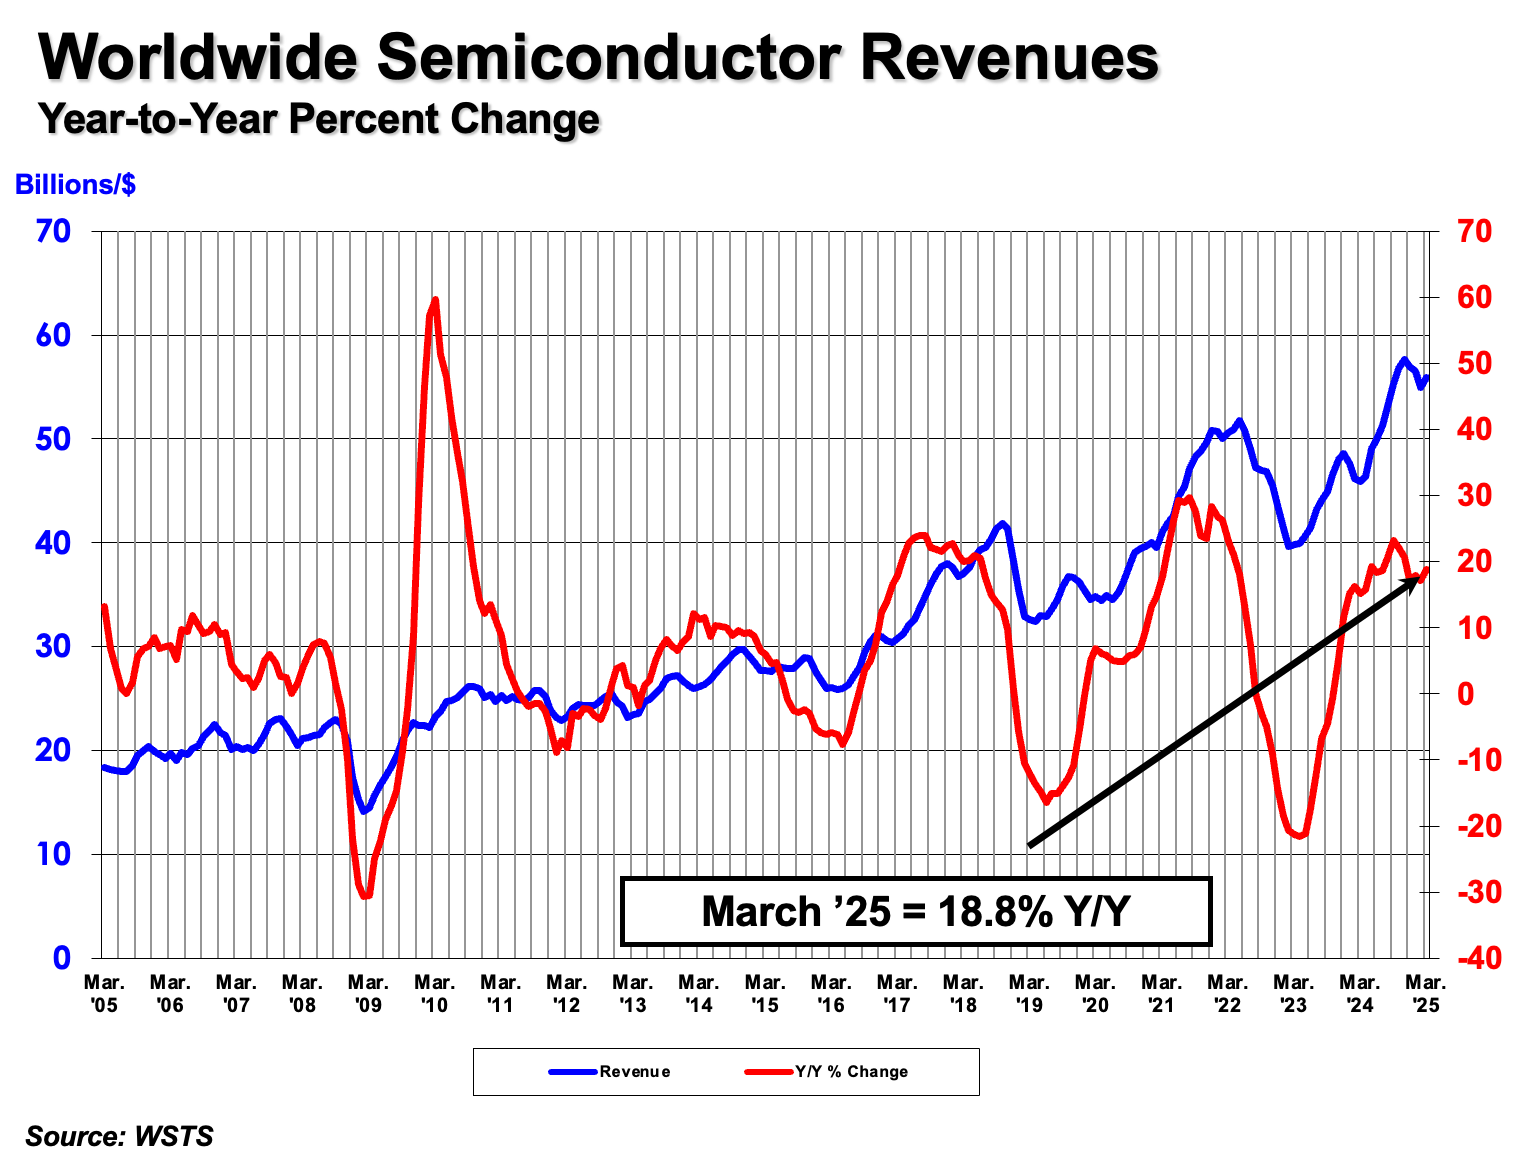 Worldwide Semiconductor Revenues
Year-to-Year Percent Change
Billions/$
70
60
50
40
30
20
10
0
70
60
50
40
30
20
10
0
-10
-20
-30
-40
March ’25 = 18.8% Y/Y
Mar. Mar. Mar. Mar. Mar. Mar. Mar. Mar. Mar. Mar. Mar. Mar. Mar. Mar. Mar. Mar. Mar. Mar. Mar. Mar. Mar.
'05 '06 '07 '08 '09 '10 '11 '12 '13 '14 '15 '16 '17 '18 '19 '20 '21 '22 '23 '24 '25
Revenue Y/Y % Change
Source: WSTS